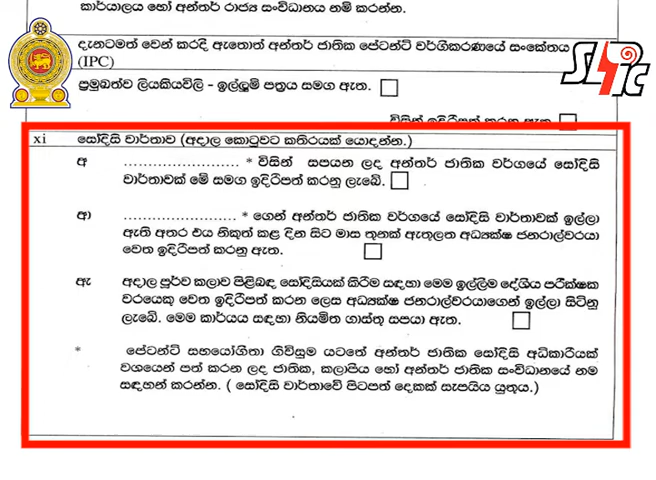 කාර්යාලය හෝ අන්තර් රාජ්‍ය සංවිධානය නම් කරන්න.
දැනටමත් වෙන් කරදී ඇතොත් අන්තර් ජාතික පේටන්ට් වර්ගීකරණයේ සංකේතය
(IPC)
ප්‍රමුඛත්ව ලියකියවිලි - ඉල්ලුම් පත්‍රය සමග ඇත.
විසින් ඉදිරිපත් කරනු ඇත.
SLIIC
xi සෝදිසි වාර්තාව (අදාල කොටුවට කතිරයක් යොදන්න.)
අ ........................ * විසින් සපයන ලද අන්තර් ජාතික වර්ගයේ සෝදිසි
වාර්තාවක් මේ සමග ඉදිරිපත් කරනු ලැබේ.
ආ ........................ * ගෙන් අන්තර් ජාතික වර්ගයේ සෝදිසි වාර්තාවක් ඉල්ලා
ඇති අතර එය නිකුත් කළ දින සිට මාස තුනක් ඇතුලත අධ්‍යක්ෂ ජනරාල්වරයා
වෙත ඉදිරිපත් කරනු ඇත.
ඇ අදාල පූර්ව කලාව පිළිබඳ සෝදිසියක් කිරීම සඳහා මෙම ඉල්ලීම දේශීය පරීක්ෂක
වරයෙකු වෙත ඉදිරිපත් කරන ලෙස අධ්‍යක්ෂ ජනරාල්වරයාගෙන් ඉල්ලා සිටිනු
ලැබේ. මෙම කාර්යය සඳහා නියමිත ගාස්තු සපයා ඇත.
* පේටන්ට් සහයෝගිතා ගිවිසුම යටතේ අන්තර් ජාතික සෝදිසි අධිකාරියක්
වශයෙන් පත් කරන ලද ජාතික, කලාපීය හෝ අන්තර් ජාතික සංවිධානයේ නම
සඳහන් කරන්න. ( සෝදිසි වාර්තාවේ පිටපත් දෙකක් සැපයිය යුතුය.)